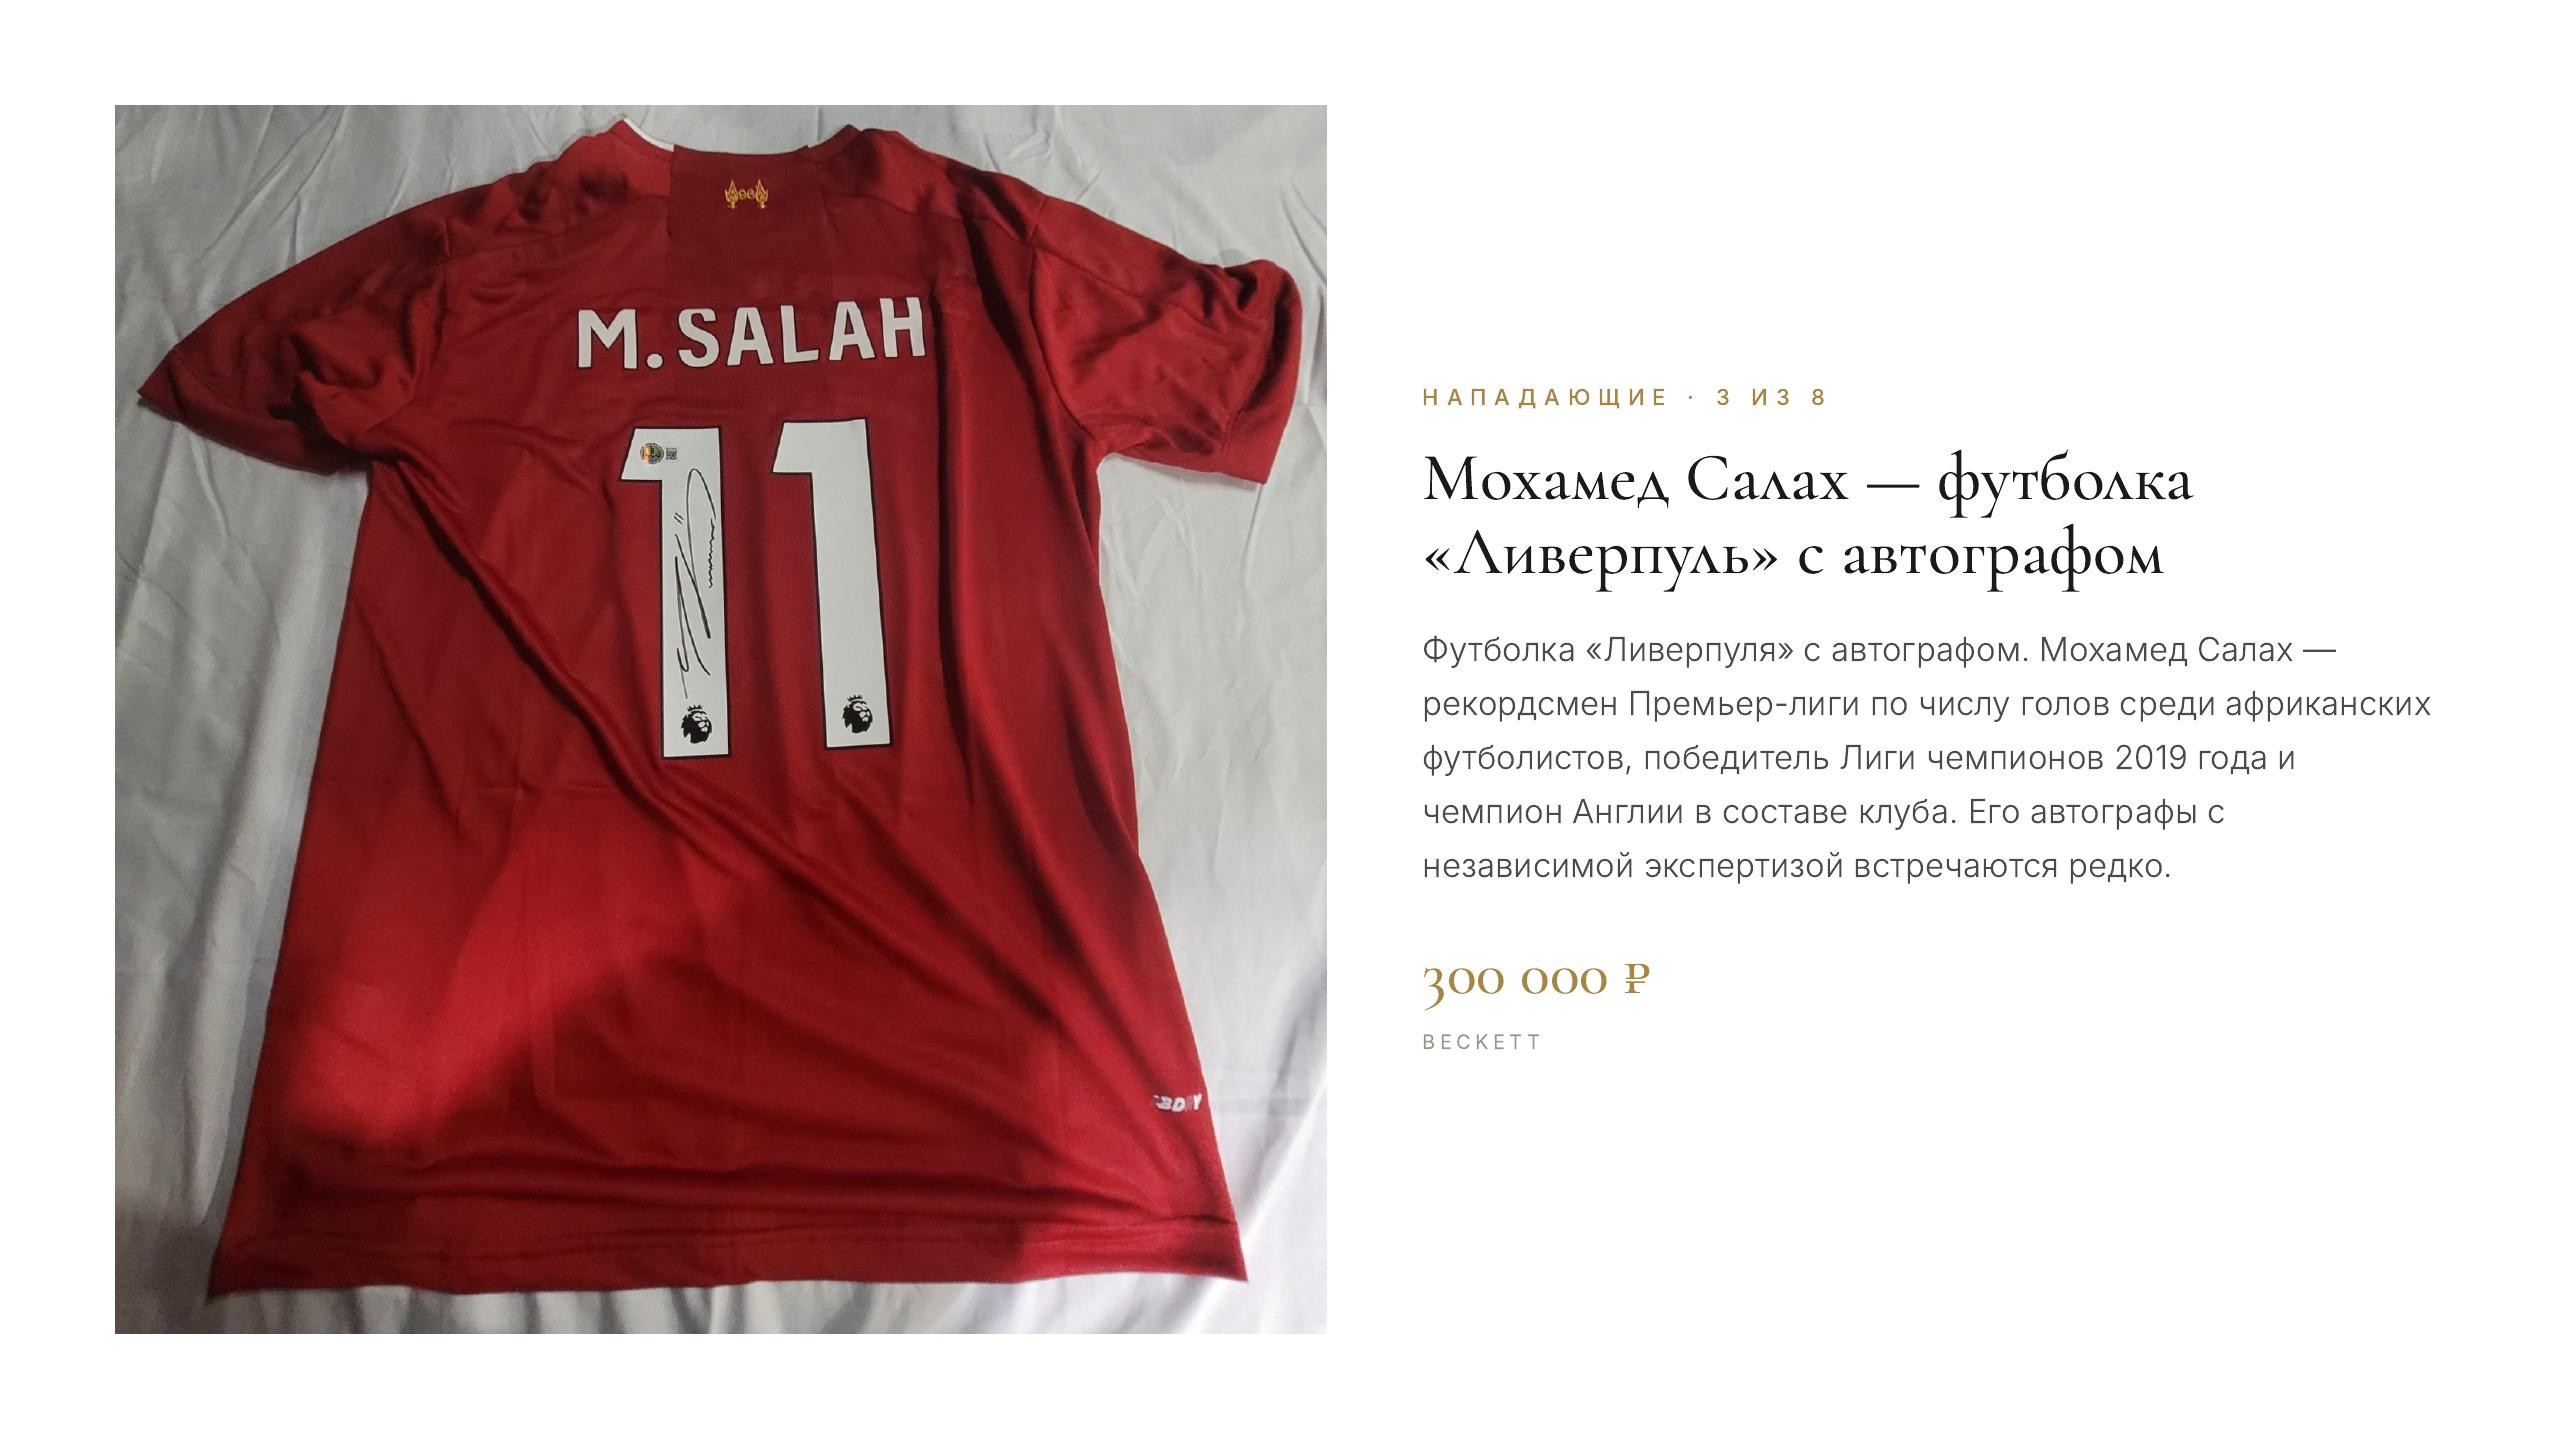 96
M. SALAH
11
НАПАДАЮЩИЕ · 3 ИЗ 8
Мохамед Салах — футболка
«Ливерпуль» с автографом
Футболка «Ливерпуля» с автографом. Мохамед Салах —
рекордсмен Премьер-лиги по числу голов среди африканских
футболистов, победитель Лиги чемпионов 2019 года и
чемпион Англии в составе клуба. Его автографы с
независимой экспертизой встречаются редко.
300 000 ₽
BECKETT